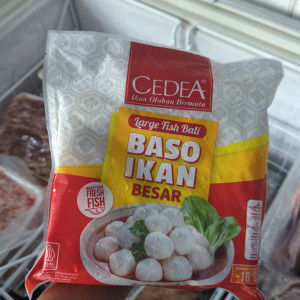 CEDEA
Ikan Olahan Bermutu
Large Fish Ball
BASO
IKAN
BESAR
FRESH
FISH